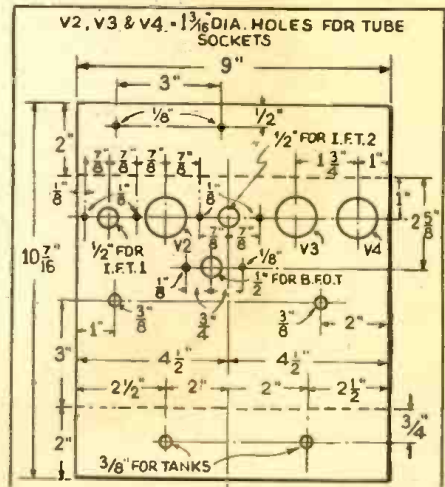 V2, V3 & V4 = 1 3/16" DIA. HOLES FOR TUBE
SOCKETS
9"
3"
1/8"
1/2"
1/2" FOR I.F.T.2
2"
7/8" 7/8" 7/8" 7/8"
1 3/4" 1"
1/8" 1/8" 1/8"
1"
2 5/8"
V2 V3 V4
1/2" FOR
I.F.T.1
7/8" 7/8"
10 7/16"
1/8"
1/8"
1/2" FOR B.F.O.T
3/8" 3/4" 3/8"
1" 2"
3"
4 1/2" 4 1/2"
2 1/2" 2" 2" 2 1/2"
2"
3/4"
3/8" FOR TANKS